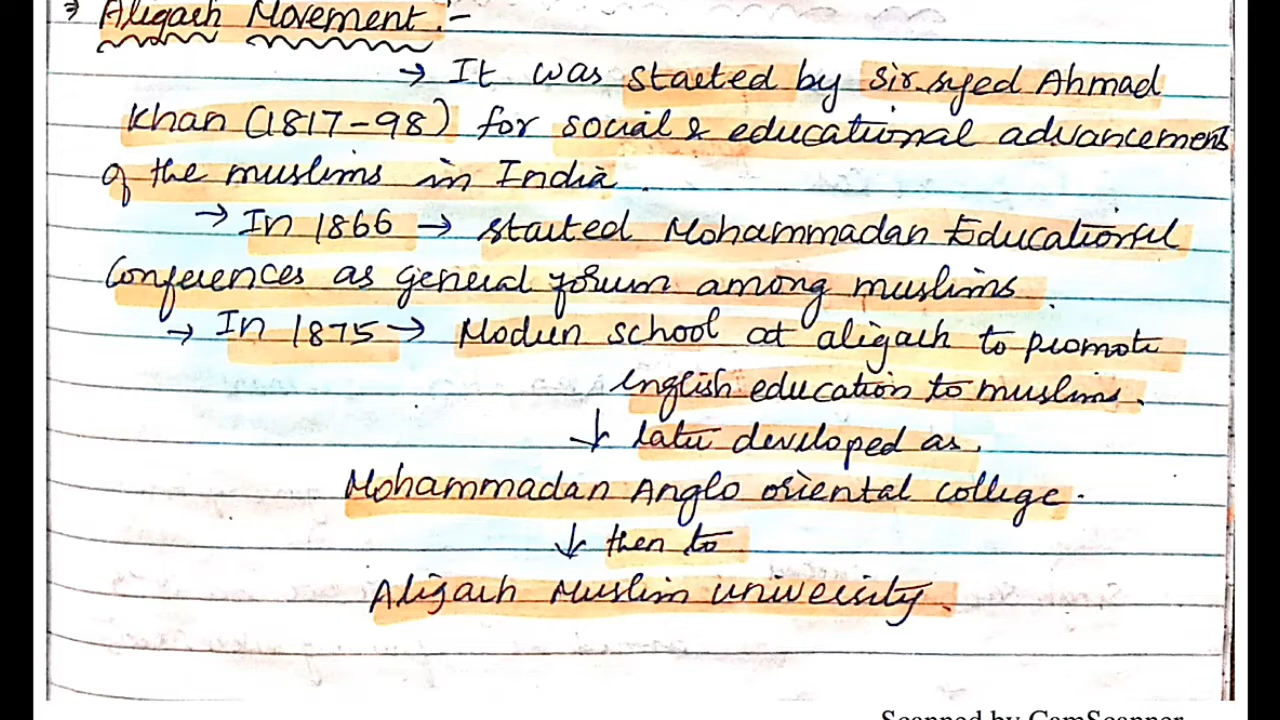 ⇒ Aligarh Movement :-
→ It was started by Sir. Syed Ahmad
Khan (1817-98) for social & educational advancement
of the muslims in India.
→ In 1866 → started Mohammadan Educational
Conferences as general forum among muslims.
→ In 1875 → Modern school at aligarh to promote
English education to muslims.
↓ later developed as.
Mohammadan Anglo oriental college.
↓ then to
Aligarh Muslim university.
Scanned by CamScanner